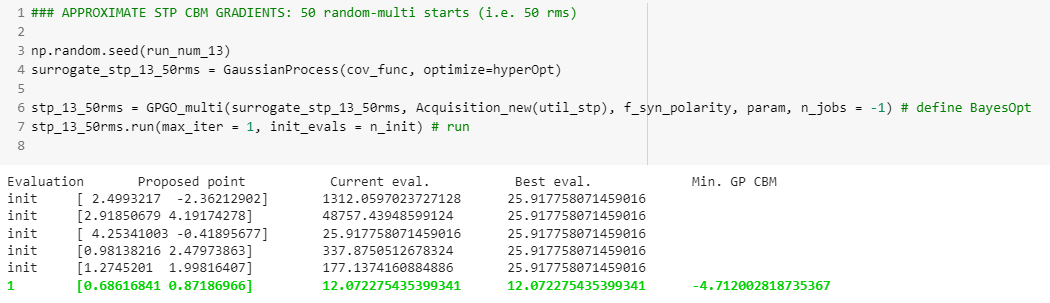 1 ### APPROXIMATE STP CBM GRADIENTS: 50 random-multi starts (i.e. 50 rms)
2
3 np.random.seed(run_num_13)
4 surrogate_stp_13_50rms = GaussianProcess(cov_func, optimize=hyperOpt)
5
6 stp_13_50rms = GPGO_multi(surrogate_stp_13_50rms, Acquisition_new(util_stp), f_syn_polarity, param, n_jobs = -1) # define BayesOpt
7 stp_13_50rms.run(max_iter = 1, init_evals = n_init) # run
8
Evaluation Proposed point Current eval. Best eval. Min. GP CBM
init [ 2.4993217 -2.36212902] 1312.0597023727128 25.917758071459016
init [2.91850679 4.19174278] 48757.43948599124 25.917758071459016
init [ 4.25341003 -0.41895677] 25.917758071459016 25.917758071459016
init [0.98138216 2.47973863] 337.8750512678324 25.917758071459016
init [1.2745201 1.99816407] 177.1374160884886 25.917758071459016
1 [0.68616841 0.87186966] 12.072275435399341 12.072275435399341 -4.712002818735367